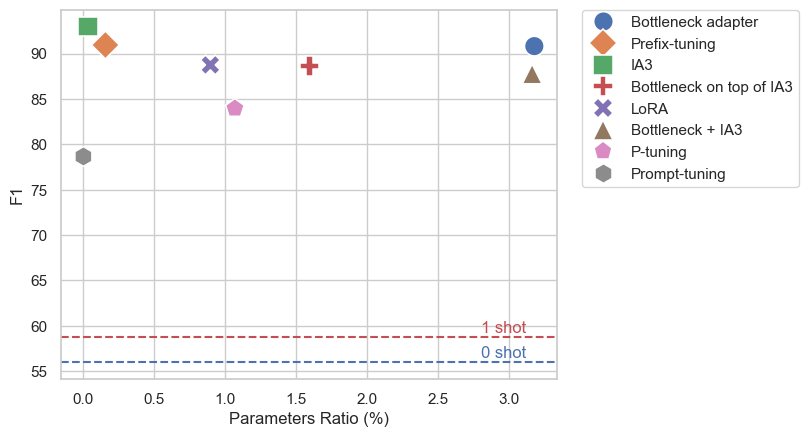 90
85
80
75
70
65
60
55
F1
1 shot
0 shot
0.0 0.5 1.0 1.5 2.0 2.5 3.0
Parameters Ratio (%)
Bottleneck adapter
Prefix-tuning
IA3
Bottleneck on top of IA3
LoRA
Bottleneck + IA3
P-tuning
Prompt-tuning